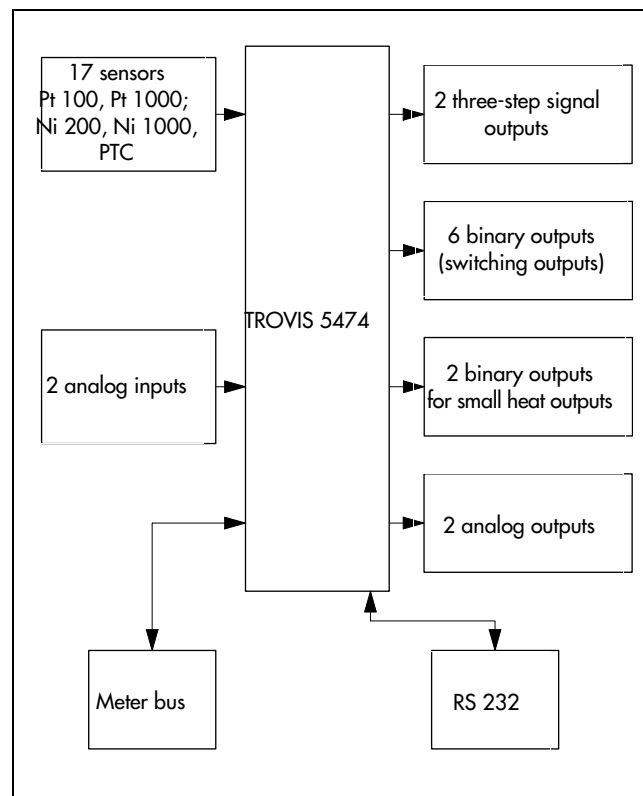 17 sensors
Pt 100, Pt 1000;
Ni 200, Ni 1000,
PTC
2 three-step signal
outputs
6 binary outputs
(switching outputs)
TROVIS 5474
2 analog inputs
2 binary outputs
for small heat outputs
2 analog outputs
Meter bus
RS 232